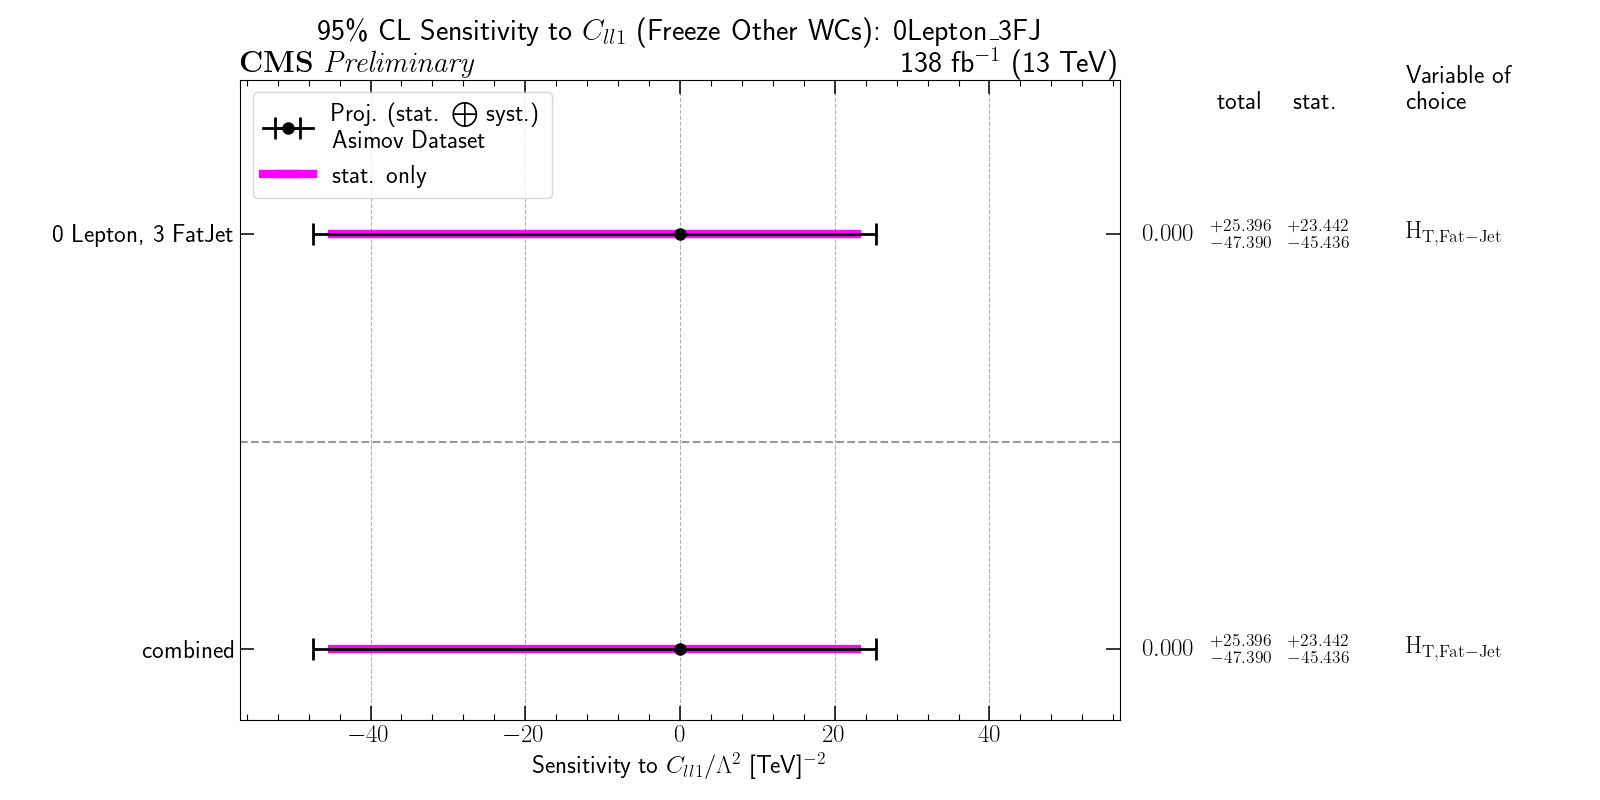 95% CL Sensitivity to C_{ll1} (Freeze Other WCs): 0Lepton_3FJ
CMS Preliminary 138 fb^{-1} (13 TeV)
total stat. Variable of
choice
Proj. (stat. ⨁ syst.)
Asimov Dataset
stat. only
0 Lepton, 3 FatJet 0.000 +25.396 +23.442 H_{T,Fat−Jet}
−47.390 −45.436
combined 0.000 +25.396 +23.442 H_{T,Fat−Jet}
−47.390 −45.436
−40 −20 0 20 40
Sensitivity to C_{ll1}/Λ^2 [TeV]^{−2}